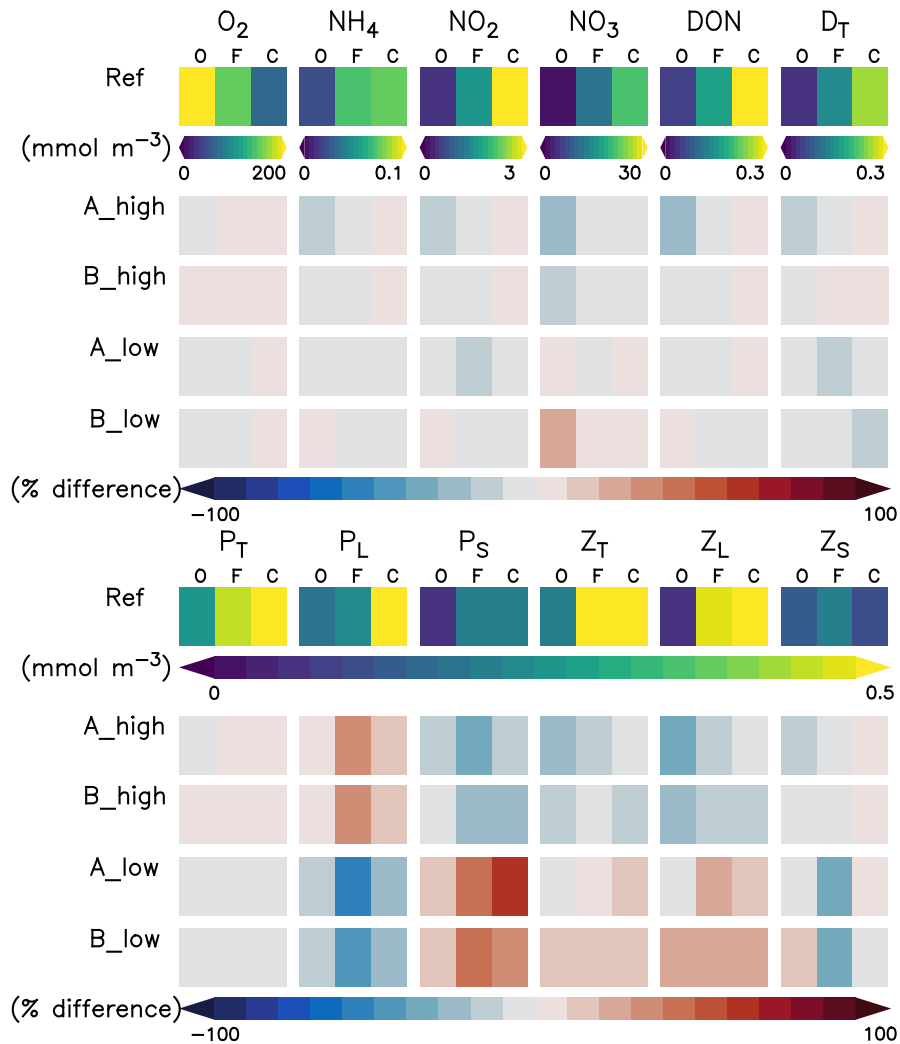 O2 NH4 NO2 NO3 DON DT
O F C O F C O F C O F C O F C O F C
Ref
(mmol m−3)
0 200 0 0.1 0 3 0 30 0 0.3 0 0.3
A_high
B_high
A_low
B_low
(% difference)
−100 100
PT PL PS ZT ZL ZS
O F C O F C O F C O F C O F C O F C
Ref
(mmol m−3)
0 0.5
A_high
B_high
A_low
B_low
(% difference)
−100 100